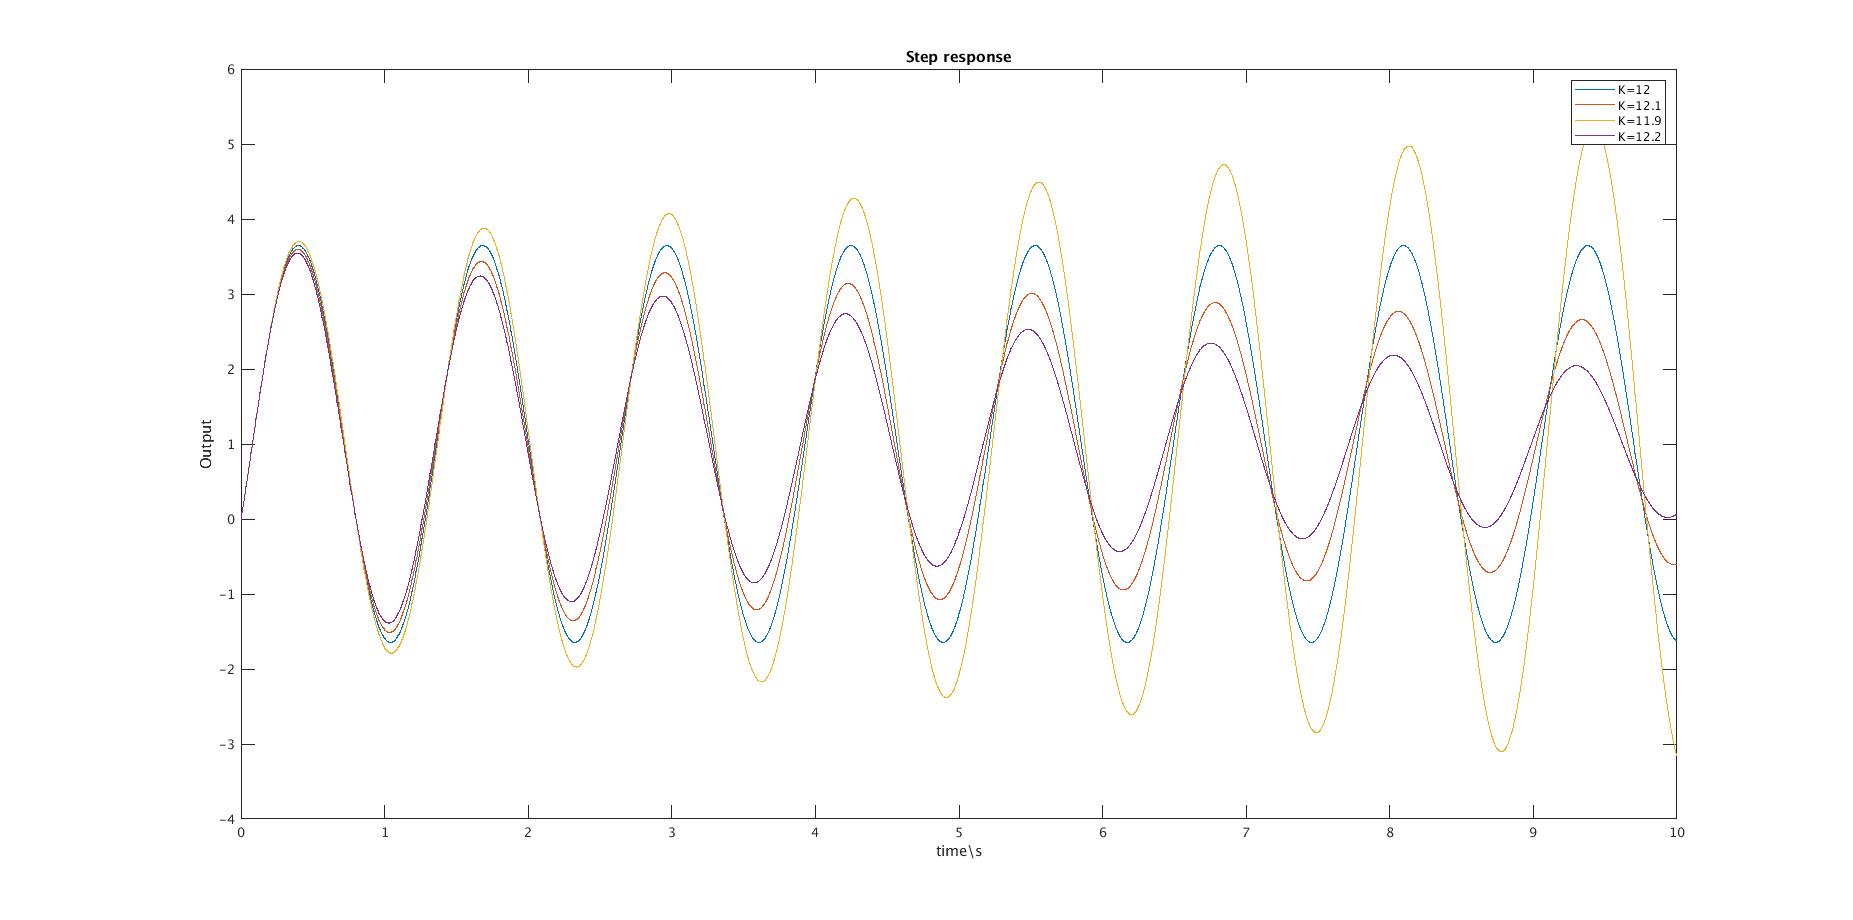 Step response
K=12
K=12.1
K=11.9
K=12.2
6
5
4
3
2
1
0
−1
−2
−3
−4
Output
0 1 2 3 4 5 6 7 8 9 10
time\s